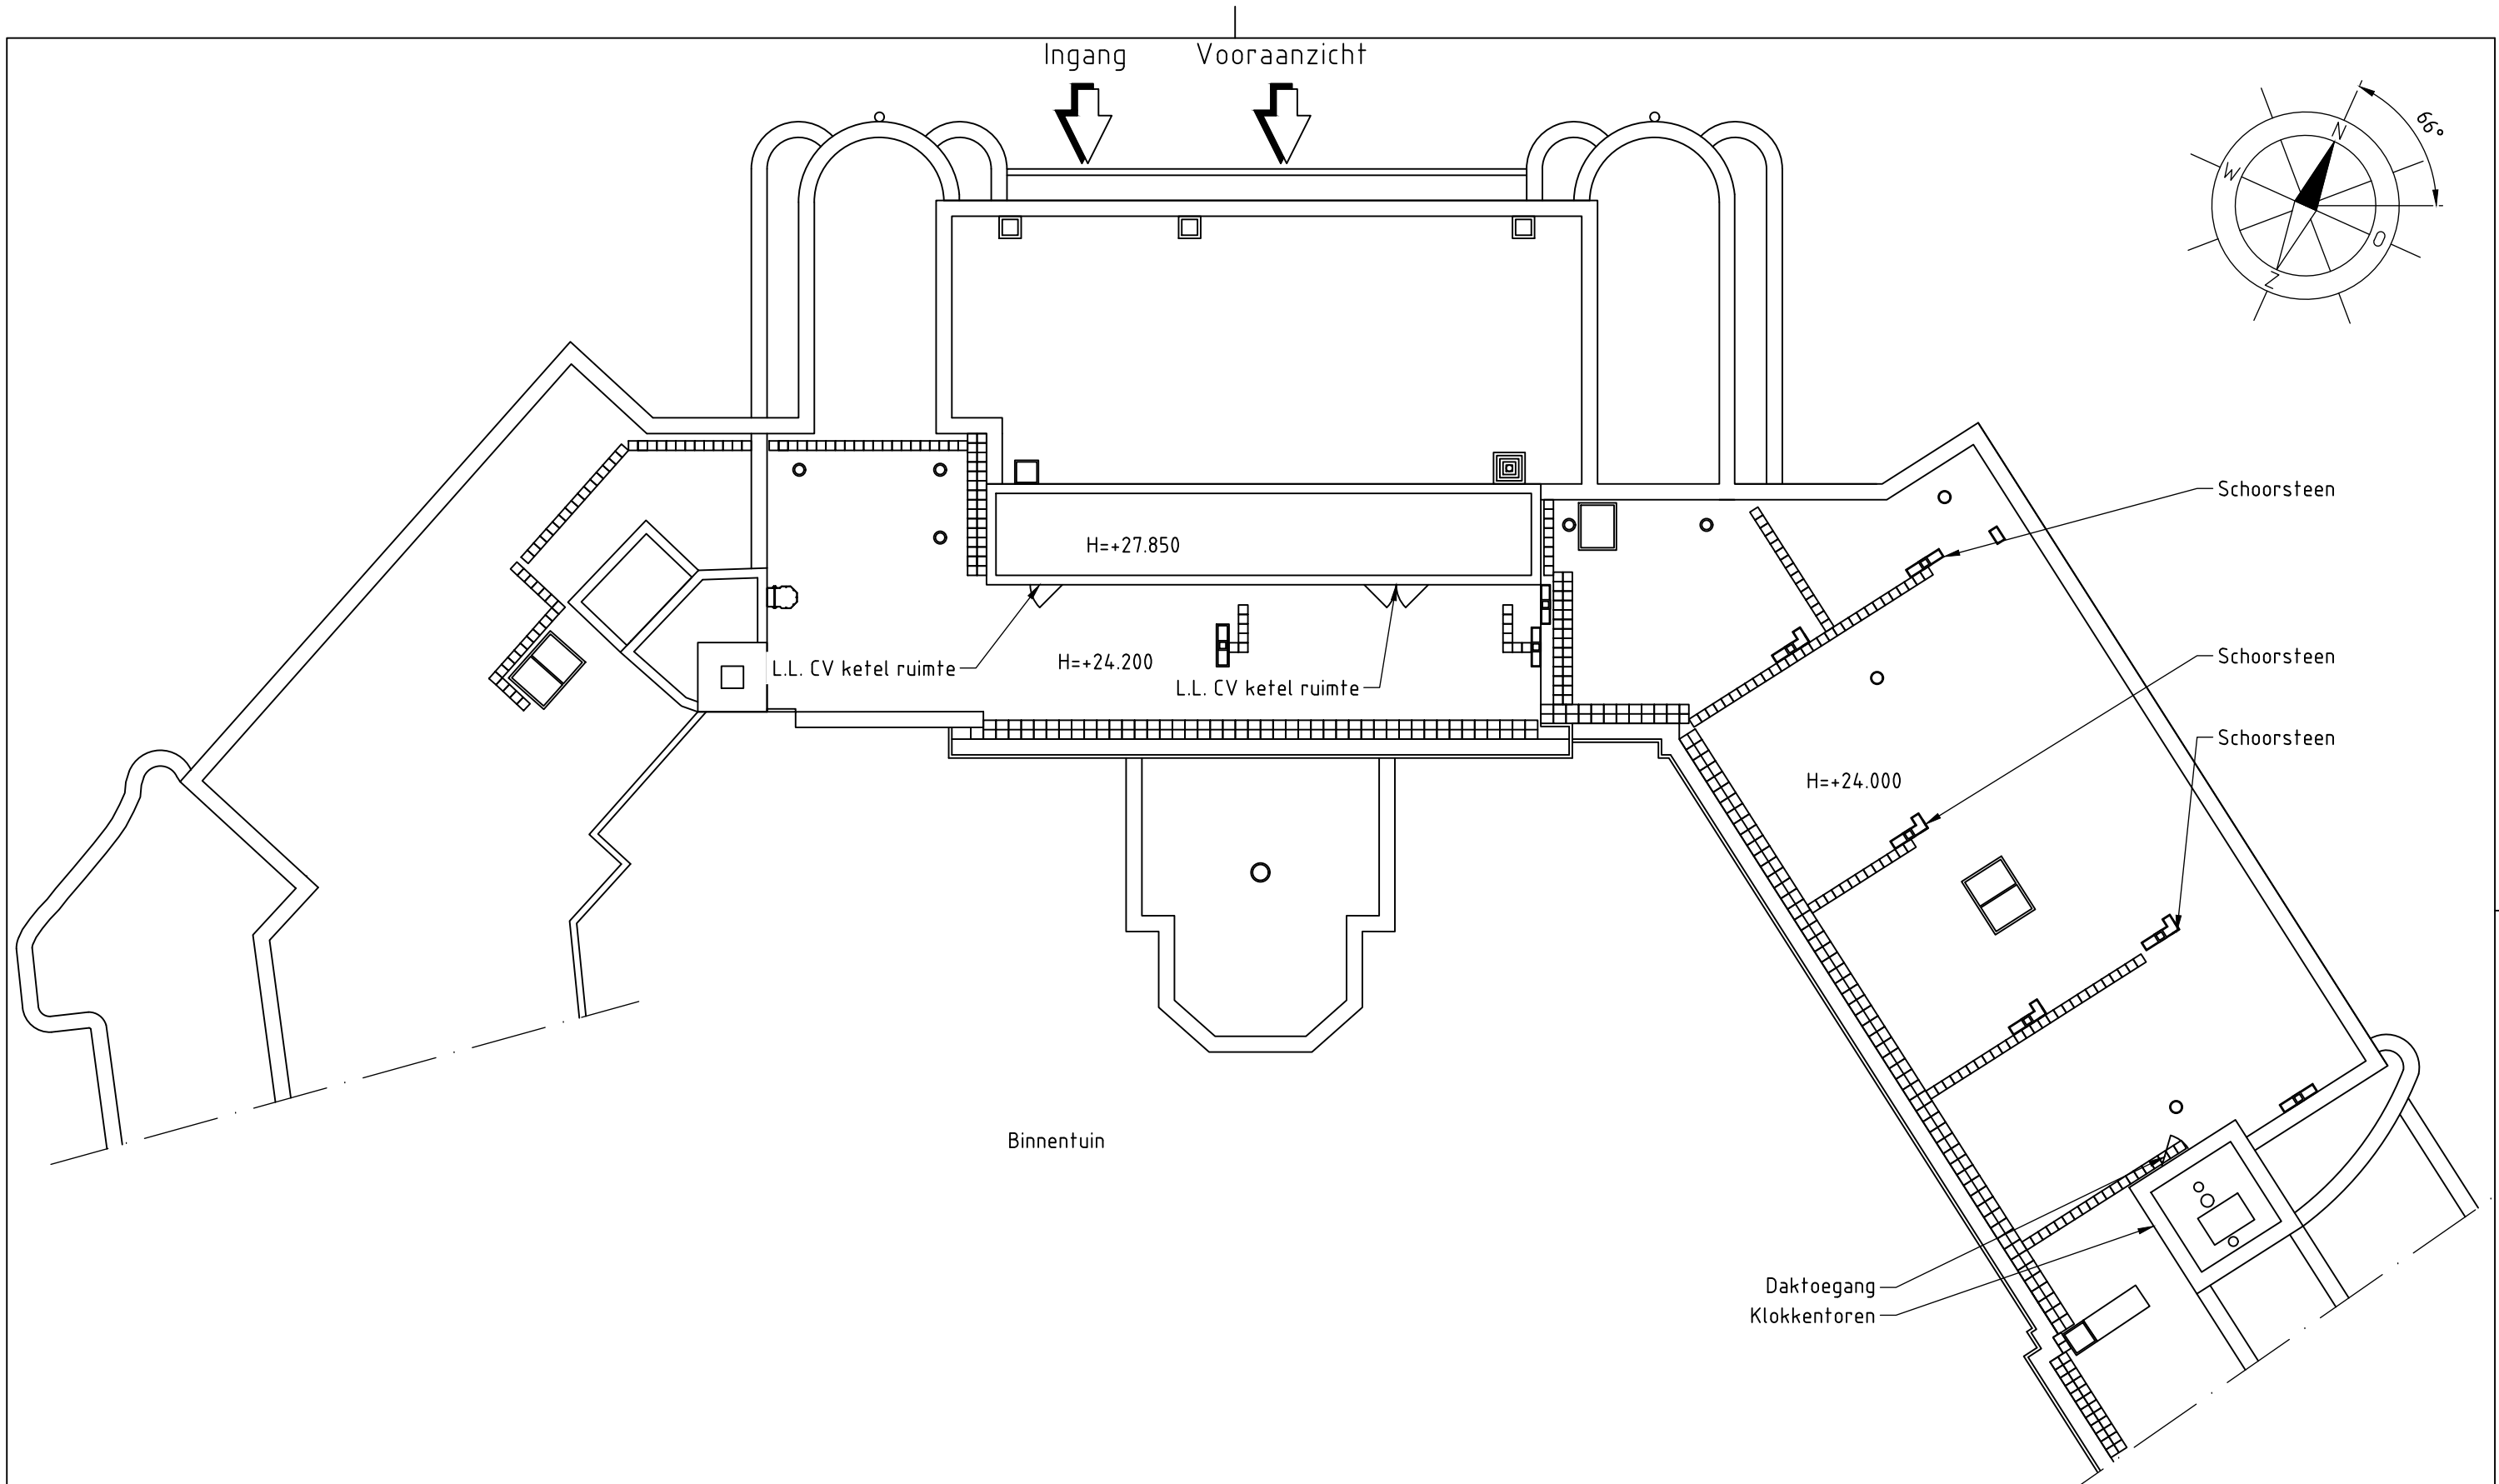 Ingang
Vooraanzicht
66°
N
W
O
Z
Schoorsteen
H=+27.850
Schoorsteen
L.L. CV ketel ruimte
H=+24.200
L.L. CV ketel ruimte
Schoorsteen
H=+24.000
Binnentuin
Daktoegang
Klokkentoren